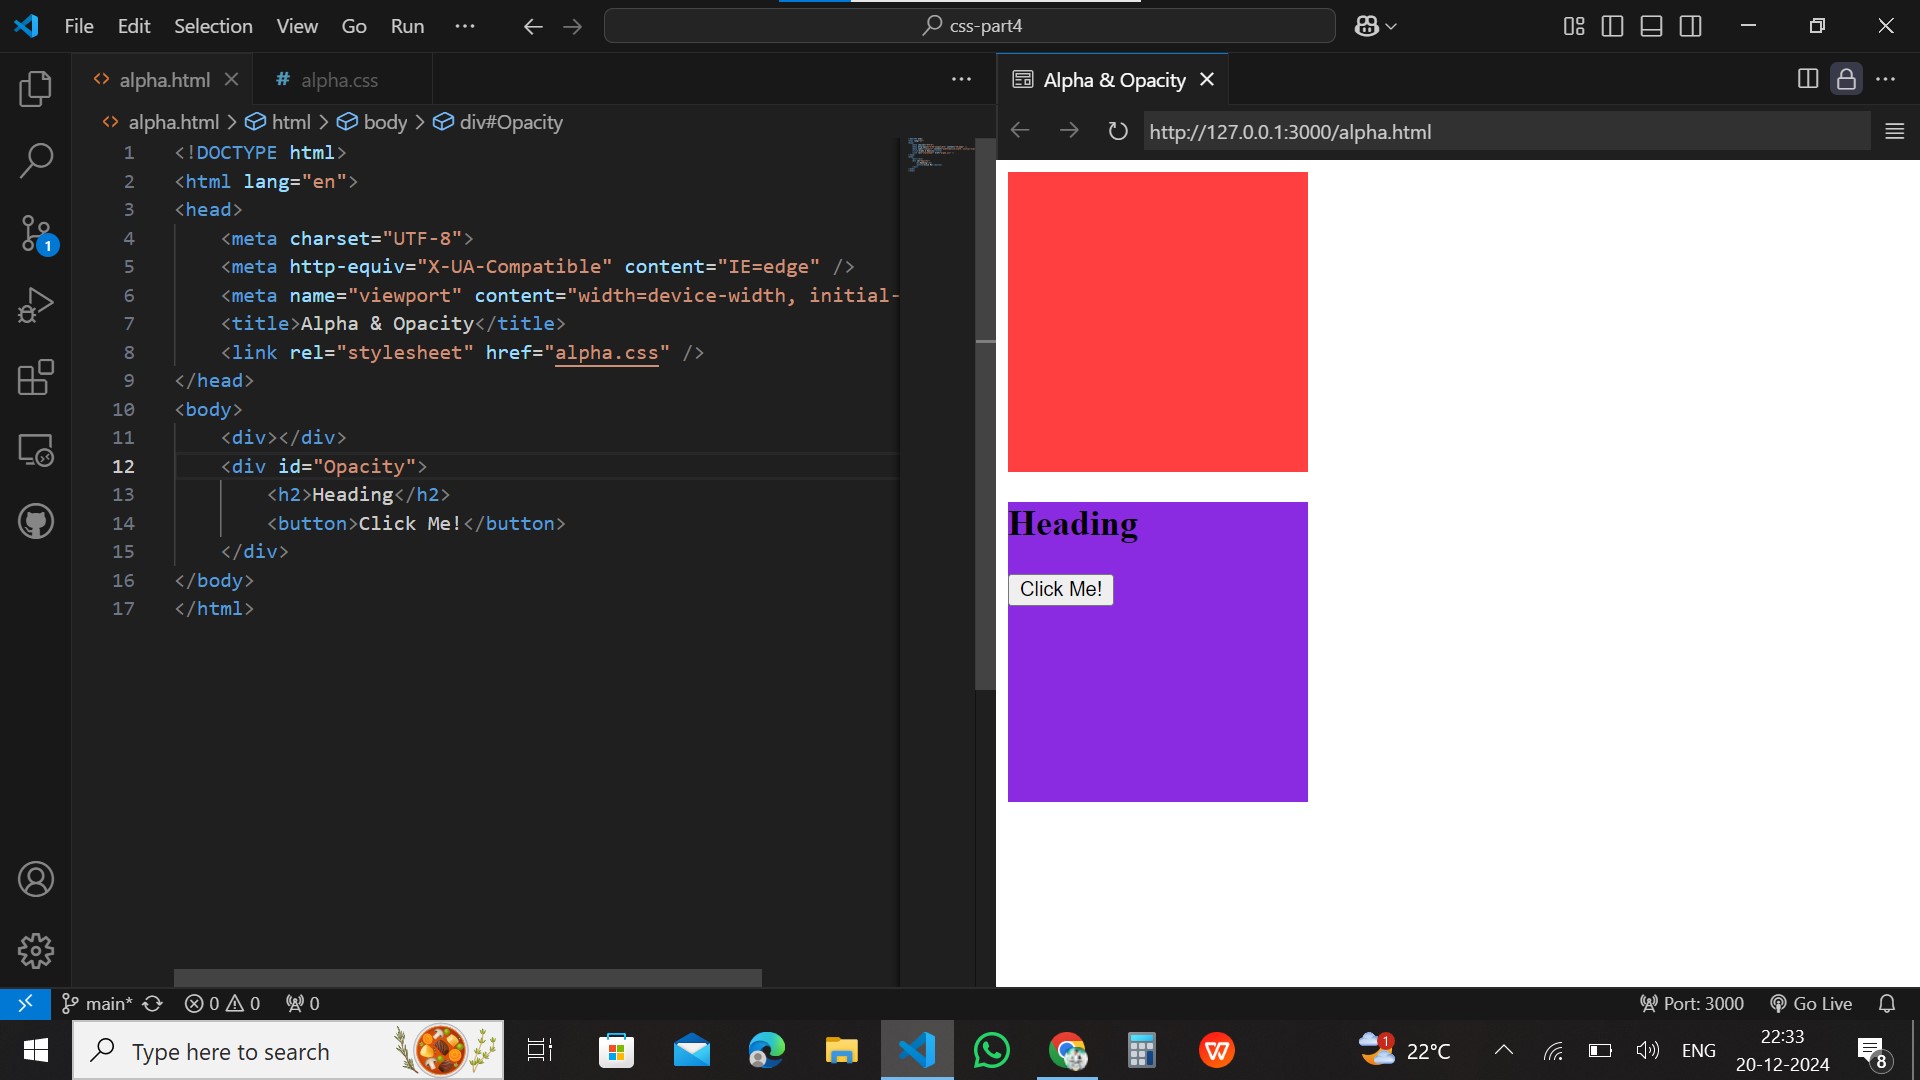 File Edit Selection View Go Run ··· css-part4
alpha.html # alpha.css ···
Alpha & Opacity ···
alpha.html > html > body > div#Opacity
http://127.0.0.1:3000/alpha.html
1 <!DOCTYPE html>
2 <html lang="en">
3 <head>
4 <meta charset="UTF-8">
5 <meta http-equiv="X-UA-Compatible" content="IE=edge" />
6 <meta name="viewport" content="width=device-width, initial-
7 <title>Alpha & Opacity</title>
8 <link rel="stylesheet" href="alpha.css" />
9 </head>
10 <body>
11 <div></div>
12 <div id="Opacity">
13 <h2>Heading</h2>
14 <button>Click Me!</button>
15 </div>
16 </body>
17 </html>
1
Heading
Click Me!
main* 0 0 0 Port: 3000 Go Live
Type here to search
W
1
22°C
ENG
22:33
20-12-2024
8